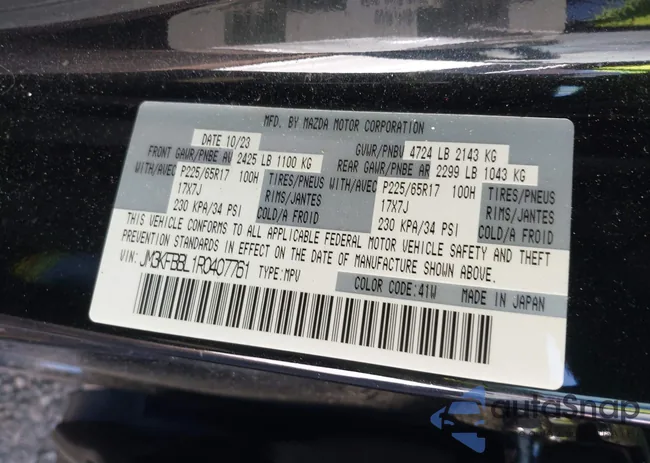 MFD. BY MAZDA MOTOR CORPORATION
DATE 10/23 GVWR/PNBV 4724 LB 2143 KG
FRONT GAWR/PNBE AV 2425 LB 1100 KG REAR GAWR/PNBE AR 2299 LB 1043 KG
WITH/AVEC P225/65R17 100H TIRES/PNEUS WITH/AVEC P225/65R17 100H TIRES/PNEUS
17X7J RIMS/JANTES 17X7J RIMS/JANTES
230 KPA/34 PSI COLD/A FROID 230 KPA/34 PSI COLD/A FROID
THIS VEHICLE CONFORMS TO ALL APPLICABLE FEDERAL MOTOR VEHICLE SAFETY AND THEFT
PREVENTION STANDARDS IN EFFECT ON THE DATE OF MANUFACTURE SHOWN ABOVE.
VIN: JM3KFBBL1R0407761 TYPE:MPV
COLOR CODE:41W MADE IN JAPAN
autoSnap